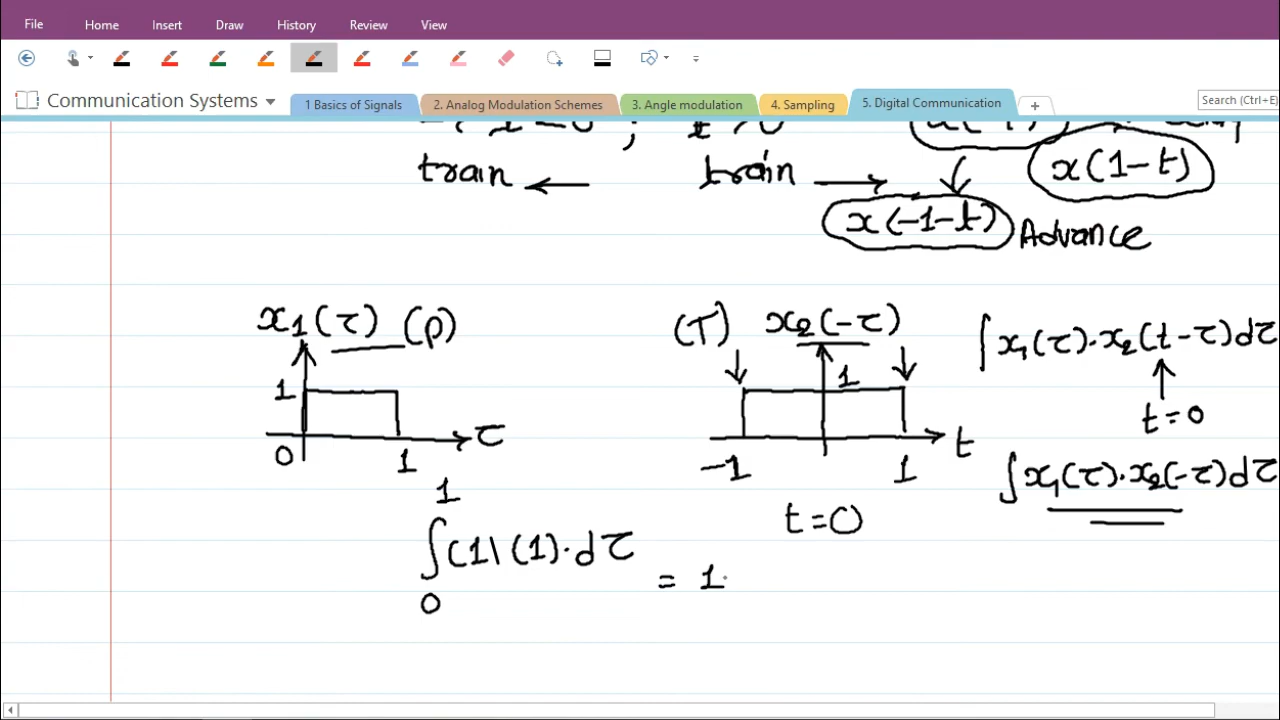 File Home Insert Draw History Review View
Communication Systems 1 Basics of Signals 2. Analog Modulation Schemes 3. Angle modulation 4. Sampling 5. Digital Communication + Search (Ctrl+E)
train ← train → x(1-t)
x(-1-t) Advance
x1(τ) (P) (T) x2(-τ) ∫x1(τ)·x2(t-τ)dτ
1 1
t=0
0 1 τ -1 1 t
∫x1(τ)·x2(-τ)dτ
1 t=0
∫(1)(1)·dτ = 1
0